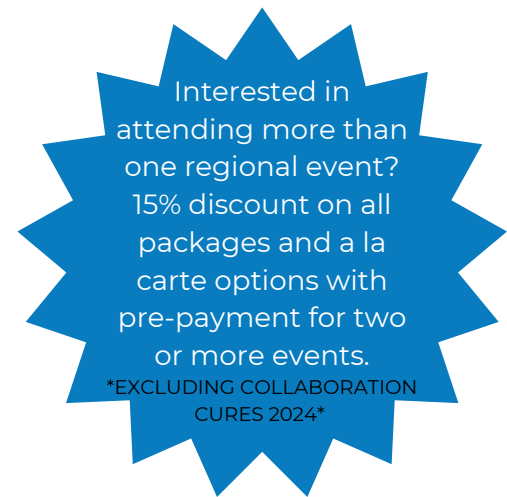 Interested in
attending more than
one regional event?
15% discount on all
packages and a la
carte options with
pre-payment for two
or more events.
*EXCLUDING COLLABORATION
CURES 2024*